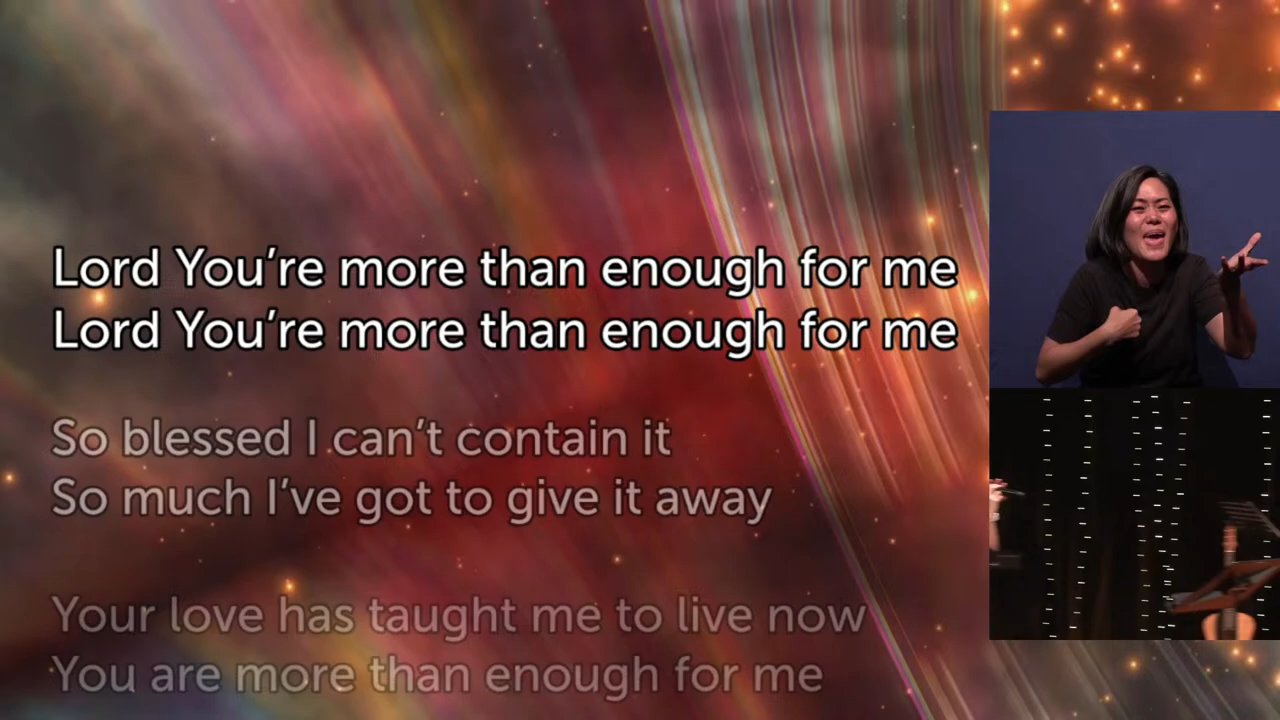 Lord You’re more than enough for me
Lord You’re more than enough for me
So blessed I can’t contain it
So much I’ve got to give it away
Your love has taught me to live now
You are more than enough for me